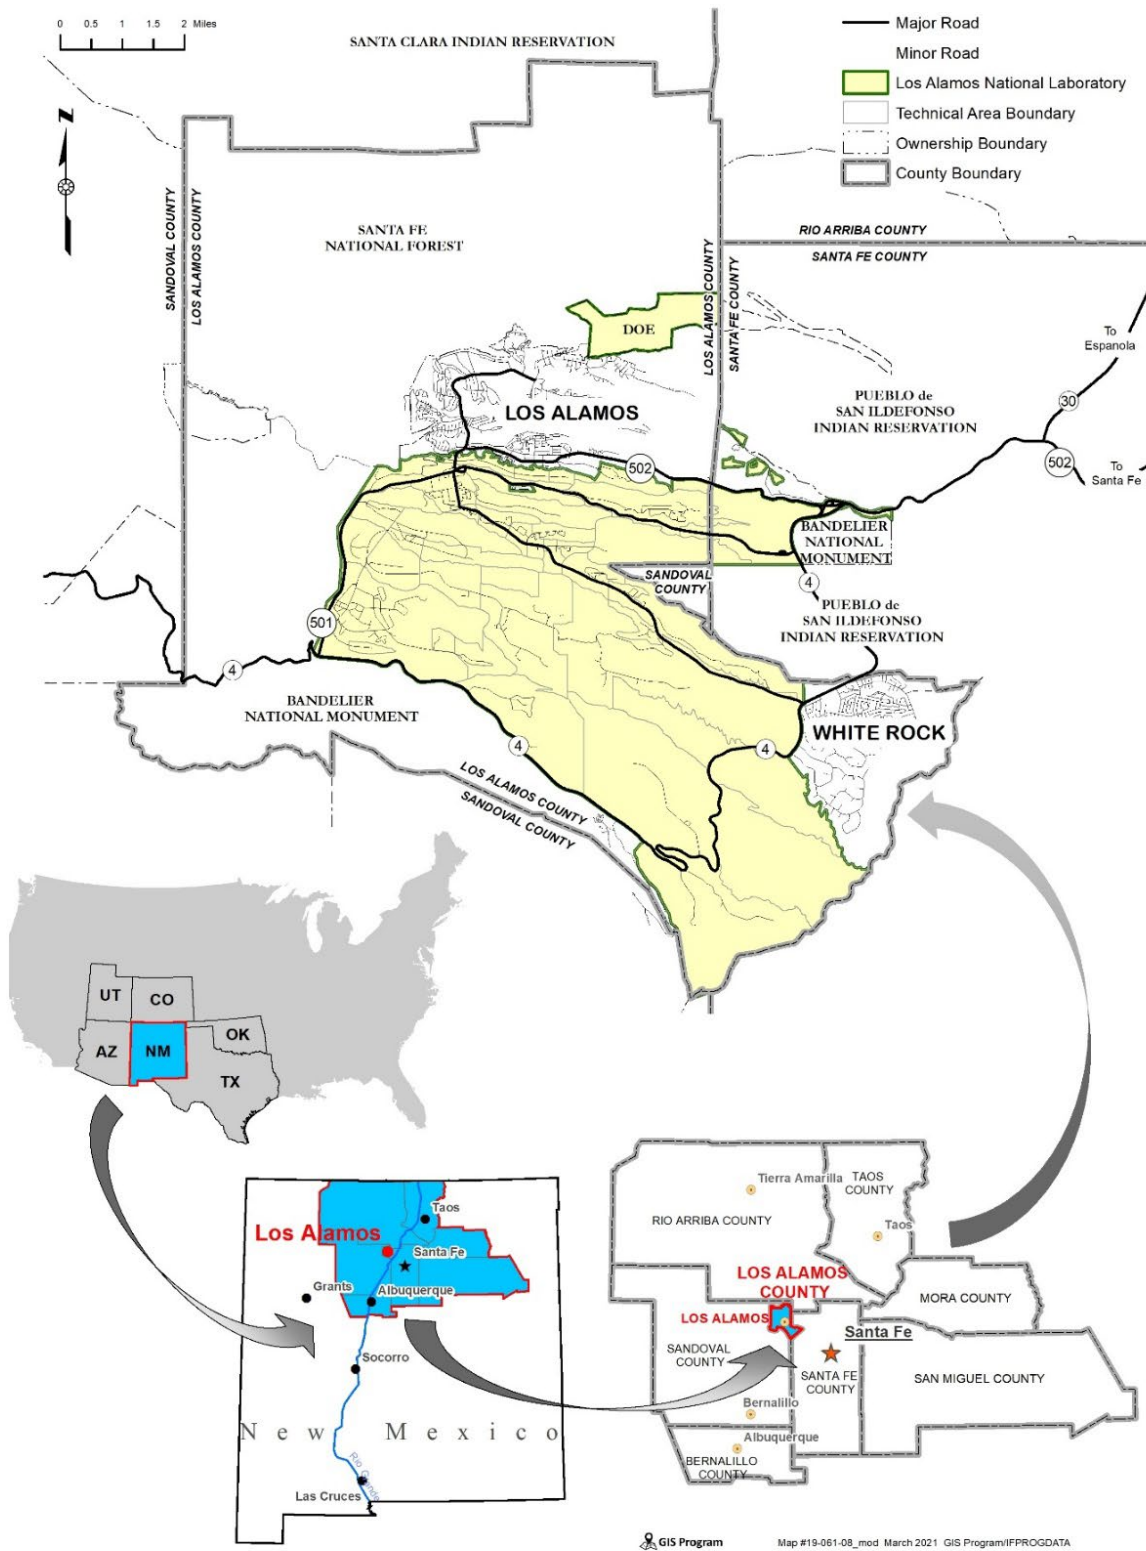 0 0.5 1 2 Miles
SANTA CLARA INDIAN RESERVATION
Major Road
Minor Road
Los Alamos National Laboratory
Technical Area Boundary
Ownership Boundary
County Boundary
N
SANDOVAL COUNTY
LOS ALAMOS COUNTY
SANTA FE
NATIONAL FOREST
LOS ALAMOS COUNTY
SANTA FE COUNTY
RIO ARRIBA COUNTY
SANTA FE COUNTY
DOE
To
Espanola
LOS ALAMOS
PUEBLO de
SAN ILDEFONSO
INDIAN RESERVATION
30
502
502
To
Santa Fe
BANDELIER
NATIONAL
MONUMENT
SANDOVAL
COUNTY
4
PUEBLO de
SAN ILDEFONSO
INDIAN RESERVATION
501
4
BANDELIER
NATIONAL MONUMENT
WHITE ROCK
4
4
LOS ALAMOS COUNTY
SANDOVAL COUNTY
UT
CO
AZ
NM
OK
TX
Taos
Los Alamos
Santa Fe
Grants
Albuquerque
Socorro
New Mexico
Rio Grande
Las Cruces
Tierra Amarilla
TAOS
COUNTY
RIO ARRIBA COUNTY
Taos
LOS ALAMOS
COUNTY
MORA COUNTY
LOS ALAMOS
Santa Fe
SANDOVAL
COUNTY
SANTA FE
COUNTY
SAN MIGUEL COUNTY
Bernalillo
Albuquerque
BERNALILLO
COUNTY
GIS Program
Map #19-061-08_mod March 2021 GIS Program/IFPROGDATA